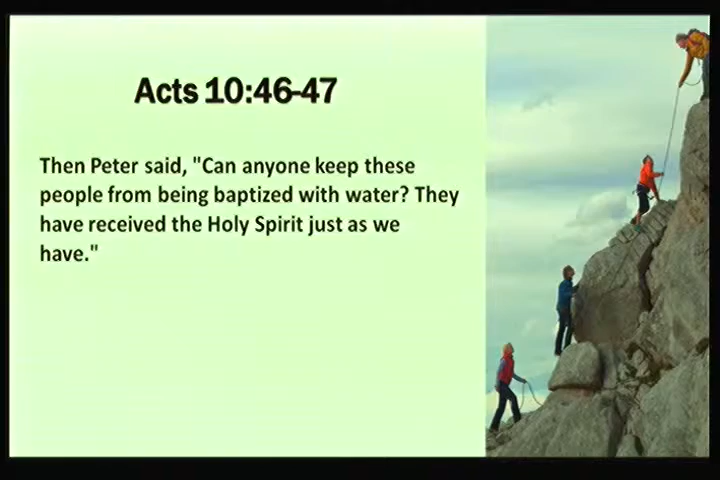 Acts 10:46-47
Then Peter said, "Can anyone keep these
people from being baptized with water? They
have received the Holy Spirit just as we
have."